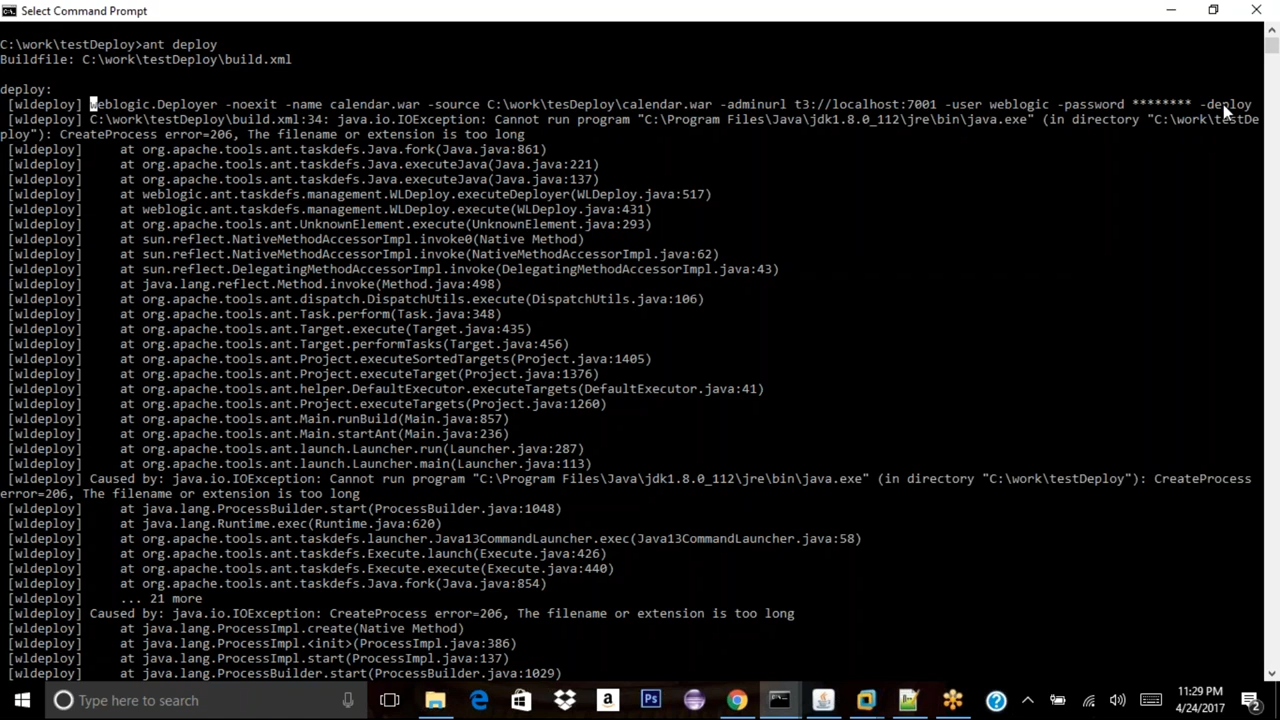 Select Command Prompt
C:\work\testDeploy>ant deploy
Buildfile: C:\work\testDeploy\build.xml
deploy:
[wldeploy] weblogic.Deployer -noexit -name calendar.war -source C:\work\tesDeploy\calendar.war -adminurl t3://localhost:7001 -user weblogic -password ******** -deploy
[wldeploy] C:\work\testDeploy\build.xml:34: java.io.IOException: Cannot run program "C:\Program Files\Java\jdk1.8.0_112\jre\bin\java.exe" (in directory "C:\work\testDe
ploy"): CreateProcess error=206, The filename or extension is too long
[wldeploy]     at org.apache.tools.ant.taskdefs.Java.fork(Java.java:861)
[wldeploy]     at org.apache.tools.ant.taskdefs.Java.executeJava(Java.java:221)
[wldeploy]     at org.apache.tools.ant.taskdefs.Java.executeJava(Java.java:137)
[wldeploy]     at weblogic.ant.taskdefs.management.WLDeploy.executeDeployer(WLDeploy.java:517)
[wldeploy]     at weblogic.ant.taskdefs.management.WLDeploy.execute(WLDeploy.java:431)
[wldeploy]     at org.apache.tools.ant.UnknownElement.execute(UnknownElement.java:293)
[wldeploy]     at sun.reflect.NativeMethodAccessorImpl.invoke0(Native Method)
[wldeploy]     at sun.reflect.NativeMethodAccessorImpl.invoke(NativeMethodAccessorImpl.java:62)
[wldeploy]     at sun.reflect.DelegatingMethodAccessorImpl.invoke(DelegatingMethodAccessorImpl.java:43)
[wldeploy]     at java.lang.reflect.Method.invoke(Method.java:498)
[wldeploy]     at org.apache.tools.ant.dispatch.DispatchUtils.execute(DispatchUtils.java:106)
[wldeploy]     at org.apache.tools.ant.Task.perform(Task.java:348)
[wldeploy]     at org.apache.tools.ant.Target.execute(Target.java:435)
[wldeploy]     at org.apache.tools.ant.Target.performTasks(Target.java:456)
[wldeploy]     at org.apache.tools.ant.Project.executeSortedTargets(Project.java:1405)
[wldeploy]     at org.apache.tools.ant.Project.executeTarget(Project.java:1376)
[wldeploy]     at org.apache.tools.ant.helper.DefaultExecutor.executeTargets(DefaultExecutor.java:41)
[wldeploy]     at org.apache.tools.ant.Project.executeTargets(Project.java:1260)
[wldeploy]     at org.apache.tools.ant.Main.runBuild(Main.java:857)
[wldeploy]     at org.apache.tools.ant.Main.startAnt(Main.java:236)
[wldeploy]     at org.apache.tools.ant.launch.Launcher.run(Launcher.java:287)
[wldeploy]     at org.apache.tools.ant.launch.Launcher.main(Launcher.java:113)
[wldeploy] Caused by: java.io.IOException: Cannot run program "C:\Program Files\Java\jdk1.8.0_112\jre\bin\java.exe" (in directory "C:\work\testDeploy"): CreateProcess
error=206, The filename or extension is too long
[wldeploy]     at java.lang.ProcessBuilder.start(ProcessBuilder.java:1048)
[wldeploy]     at java.lang.Runtime.exec(Runtime.java:620)
[wldeploy]     at org.apache.tools.ant.taskdefs.launcher.Java13CommandLauncher.exec(Java13CommandLauncher.java:58)
[wldeploy]     at org.apache.tools.ant.taskdefs.Execute.launch(Execute.java:426)
[wldeploy]     at org.apache.tools.ant.taskdefs.Execute.execute(Execute.java:440)
[wldeploy]     at org.apache.tools.ant.taskdefs.Java.fork(Java.java:854)
[wldeploy]     ... 21 more
[wldeploy] Caused by: java.io.IOException: CreateProcess error=206, The filename or extension is too long
[wldeploy]     at java.lang.ProcessImpl.create(Native Method)
[wldeploy]     at java.lang.ProcessImpl.<init>(ProcessImpl.java:386)
[wldeploy]     at java.lang.ProcessImpl.start(ProcessImpl.java:137)
[wldeploy]     at java.lang.ProcessBuilder.start(ProcessBuilder.java:1029)
Type here to search
Ps
11:29 PM
4/24/2017
2